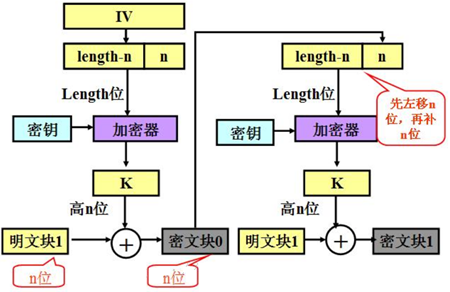 IV
length-n n
length-n n
Length位
Length位
先左移n
位，再补
n位
密钥
加密器
密钥
加密器
K
K
高n位
高n位
明文块1
+
密文块0
明文块1
+
密文块1
n位
n位